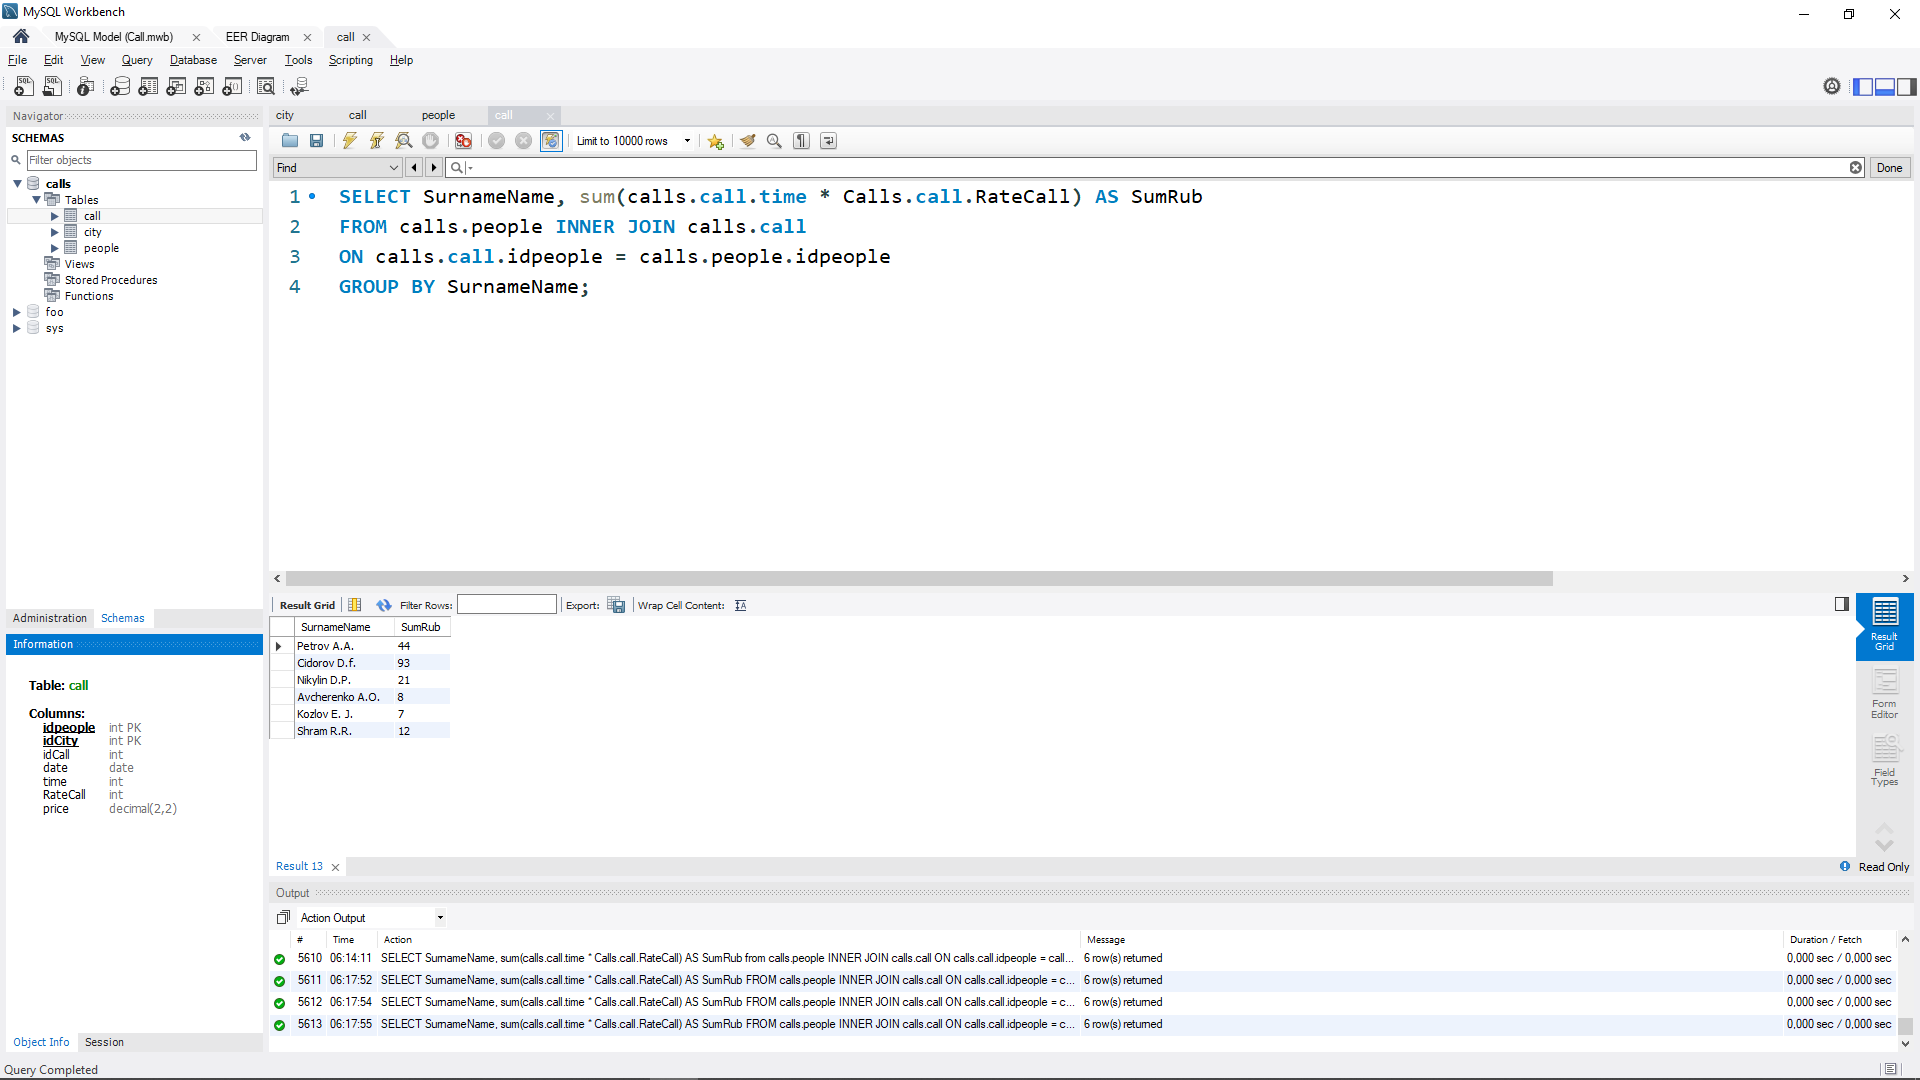 MySQL Workbench
MySQL Model (Call.mwb) EER Diagram call
File Edit View Query Database Server Tools Scripting Help
Navigator
SCHEMAS
Filter objects
calls
Tables
call
city
people
Views
Stored Procedures
Functions
foo
sys
Administration Schemas
Information
Table: call
Columns:
idpeople int PK
idCity int PK
idCall int
date date
time int
RateCall int
price decimal(2,2)
Object Info Session
city call people call
Limit to 10000 rows
Find Done
1 SELECT SurnameName, sum(calls.call.time * Calls.call.RateCall) AS SumRub
2 FROM calls.people INNER JOIN calls.call
3 ON calls.call.idpeople = calls.people.idpeople
4 GROUP BY SurnameName;
Result Grid Filter Rows: Export: Wrap Cell Content:
SurnameName SumRub
Petrov A.A. 44
Cidorov D.f. 93
Nikylin D.P. 21
Avcherenko A.O. 8
Kozlov E. J. 7
Shram R.R. 12
Result Grid
Form Editor
Field Types
Result 13 Read Only
Output
Action Output
# Time Action Message Duration / Fetch
5610 06:14:11 SELECT SurnameName, sum(calls.call.time * Calls.call.RateCall) AS SumRub from calls.people INNER JOIN calls.call ON calls.call.idpeople = call... 6 row(s) returned 0,000 sec / 0,000 sec
5611 06:17:52 SELECT SurnameName, sum(calls.call.time * Calls.call.RateCall) AS SumRub FROM calls.people INNER JOIN calls.call ON calls.call.idpeople = c... 6 row(s) returned 0,000 sec / 0,000 sec
5612 06:17:54 SELECT SurnameName, sum(calls.call.time * Calls.call.RateCall) AS SumRub FROM calls.people INNER JOIN calls.call ON calls.call.idpeople = c... 6 row(s) returned 0,000 sec / 0,000 sec
5613 06:17:55 SELECT SurnameName, sum(calls.call.time * Calls.call.RateCall) AS SumRub FROM calls.people INNER JOIN calls.call ON calls.call.idpeople = c... 6 row(s) returned 0,000 sec / 0,000 sec
Query Completed